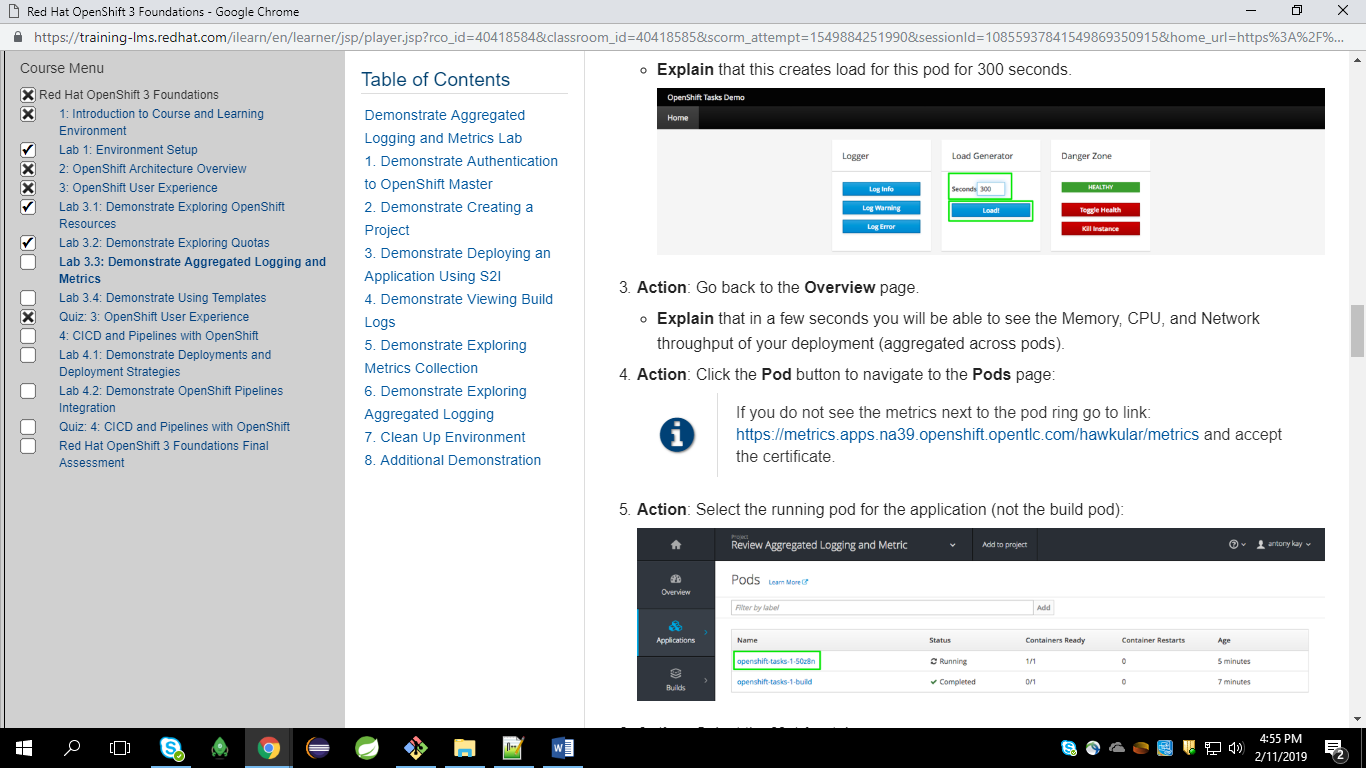 Red Hat OpenShift 3 Foundations - Google Chrome
https://training-lms.redhat.com/ilearn/en/learner/jsp/player.jsp?rco_id=40418584&classroom_id=40418585&scorm_attempt=1549884251990&sessionId=10855937841549869350915&home_url=https%3A%2F%...
Course Menu
Red Hat OpenShift 3 Foundations
1: Introduction to Course and Learning
Environment
Lab 1: Environment Setup
2: OpenShift Architecture Overview
3: OpenShift User Experience
Lab 3.1: Demonstrate Exploring OpenShift
Resources
Lab 3.2: Demonstrate Exploring Quotas
Lab 3.3: Demonstrate Aggregated Logging and
Metrics
Lab 3.4: Demonstrate Using Templates
Quiz: 3: OpenShift User Experience
4: CICD and Pipelines with OpenShift
Lab 4.1: Demonstrate Deployments and
Deployment Strategies
Lab 4.2: Demonstrate OpenShift Pipelines
Integration
Quiz: 4: CICD and Pipelines with OpenShift
Red Hat OpenShift 3 Foundations Final
Assessment
Table of Contents
Demonstrate Aggregated
Logging and Metrics Lab
1. Demonstrate Authentication
to OpenShift Master
2. Demonstrate Creating a
Project
3. Demonstrate Deploying an
Application Using S2I
4. Demonstrate Viewing Build
Logs
5. Demonstrate Exploring
Metrics Collection
6. Demonstrate Exploring
Aggregated Logging
7. Clean Up Environment
8. Additional Demonstration
Explain that this creates load for this pod for 300 seconds.
OpenShift Tasks Demo
Home
Logger
Log Info
Log Warning
Log Error
Load Generator
Seconds 300
Load!
Danger Zone
HEALTHY
Toggle Health
Kill Instance
3. Action: Go back to the Overview page.
Explain that in a few seconds you will be able to see the Memory, CPU, and Network
throughput of your deployment (aggregated across pods).
4. Action: Click the Pod button to navigate to the Pods page:
If you do not see the metrics next to the pod ring go to link:
https://metrics.apps.na39.openshift.opentlc.com/hawkular/metrics and accept
the certificate.
5. Action: Select the running pod for the application (not the build pod):
Project
Review Aggregated Logging and Metric
Add to project
antony kay
Overview
Applications
Builds
Pods Learn More
Filter by label Add
Name Status Containers Ready Container Restarts Age
openshift-tasks-1-50z8n Running 1/1 0 5 minutes
openshift-tasks-1-build Completed 0/1 0 7 minutes
4:55 PM
2/11/2019
2